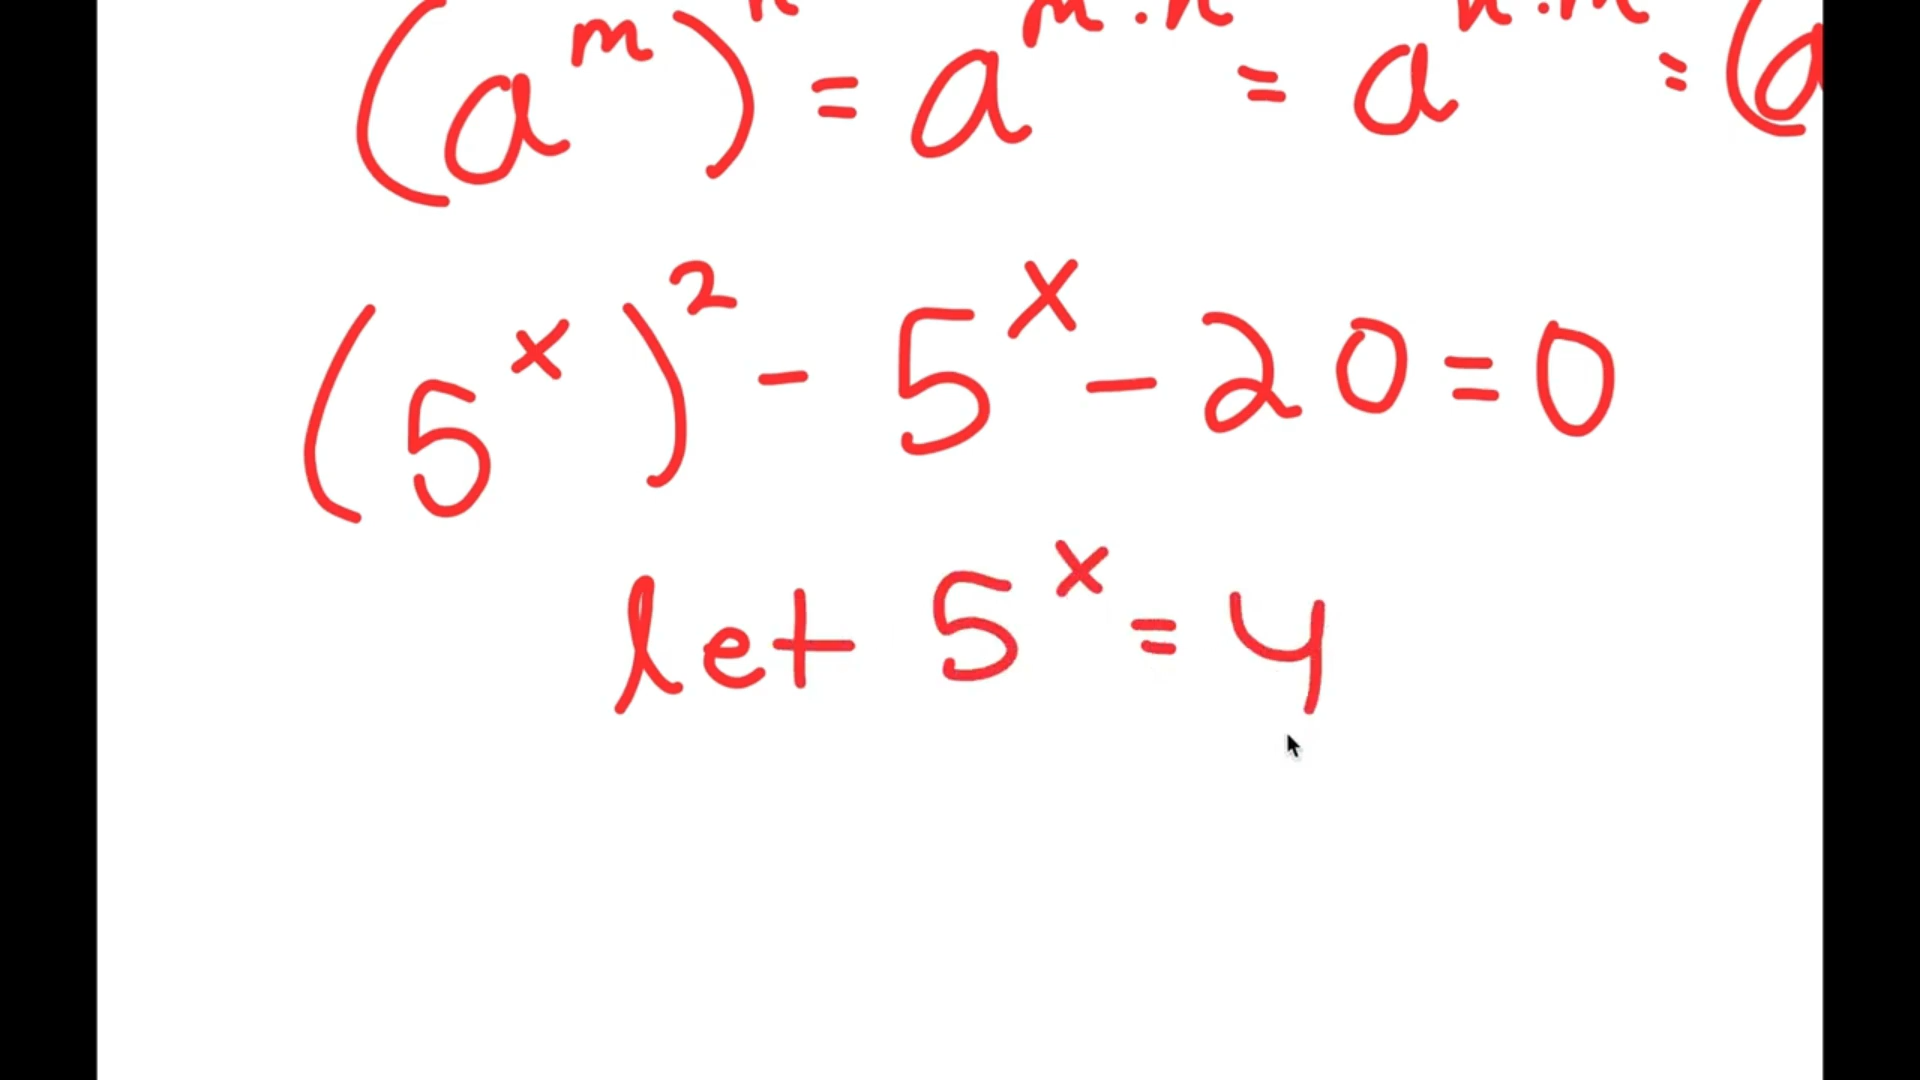 (a^m)^n = a^{m·n} = a^{n·m} = (a
(5^x)^2 - 5^x - 20 = 0
let 5^x = y